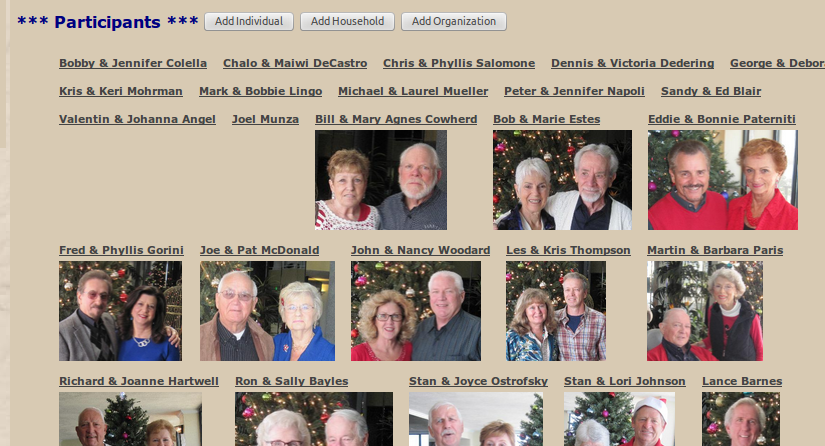 *** Participants *** Add Individual Add Household Add Organization
Bobby & Jennifer Colella Chalo & Maiwi DeCastro Chris & Phyllis Salomone Dennis & Victoria Dedering George & Debor
Kris & Keri Mohrman Mark & Bobbie Lingo Michael & Laurel Mueller Peter & Jennifer Napoli Sandy & Ed Blair
Valentin & Johanna Angel Joel Munza Bill & Mary Agnes Cowherd Bob & Marie Estes Eddie & Bonnie Paterniti
Fred & Phyllis Gorini Joe & Pat McDonald John & Nancy Woodard Les & Kris Thompson Martin & Barbara Paris
Richard & Joanne Hartwell Ron & Sally Bayles Stan & Joyce Ostrofsky Stan & Lori Johnson Lance Barnes